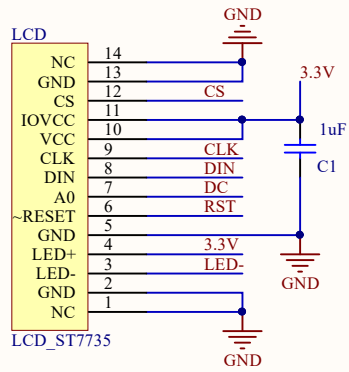 GND
LCD
NC 14
GND 13
3.3V
CS 12 CS
IOVCC 11
VCC 10
1uF
CLK 9 CLK
C1
DIN 8 DIN
A0 7 DC
~RESET 6 RST
GND 5
LED+ 4 3.3V
LED- 3 LED-
GND
GND 2
NC 1
LCD_ST7735
GND